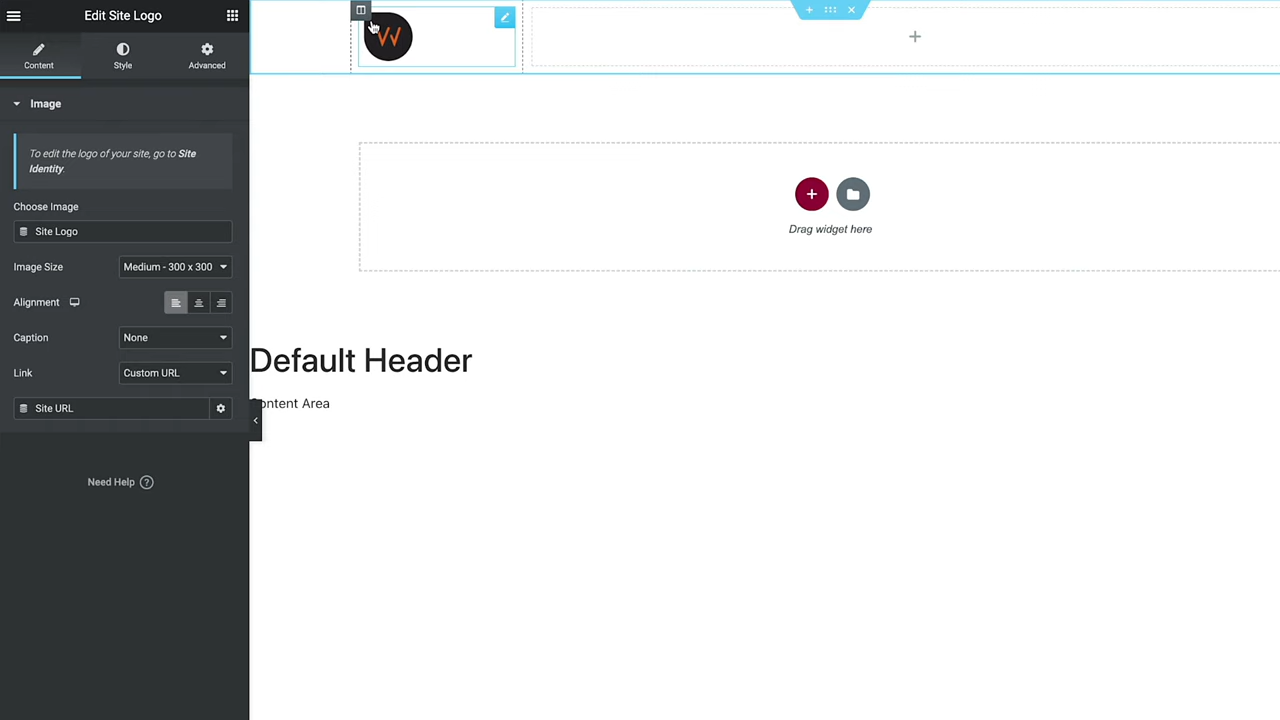 Edit Site Logo
Content
Style
Advanced
Image
To edit the logo of your site, go to Site
Identity.
Choose Image
Site Logo
Image Size
Medium - 300 x 300
Alignment
Caption
None
Link
Custom URL
Site URL
Need Help ?
W
Drag widget here
Default Header
Content Area